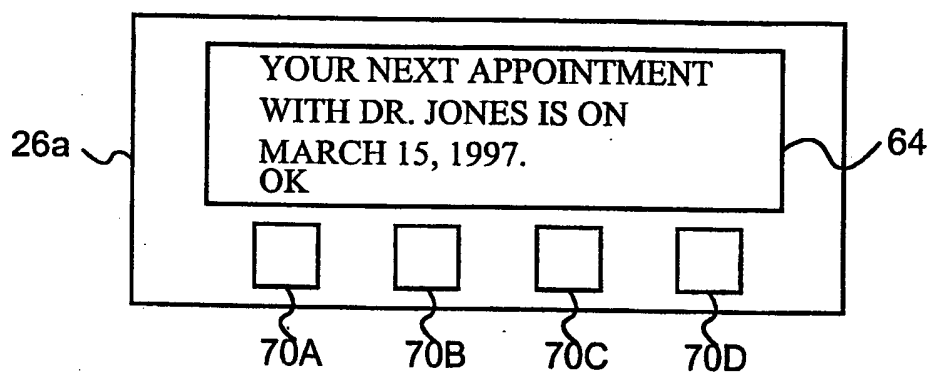 YOUR NEXT APPOINTMENT
WITH DR. JONES IS ON
MARCH 15, 1997.
OK
26a
64
70A 70B 70C 70D